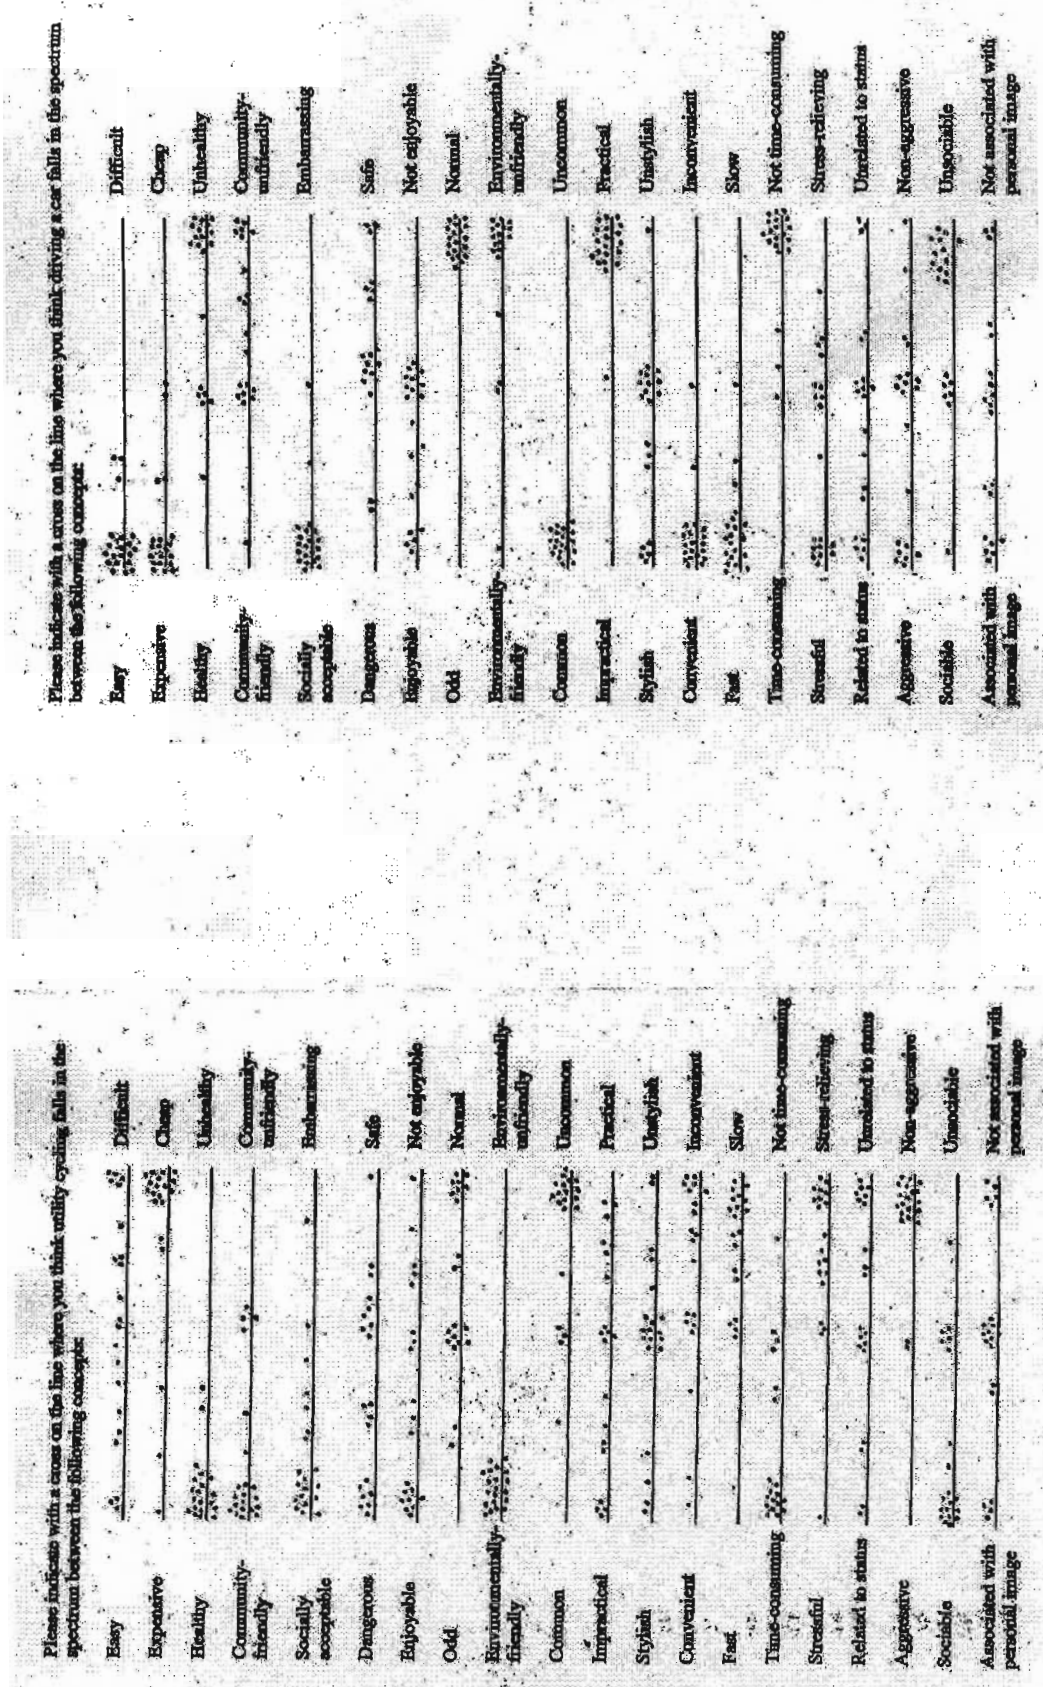 Please indicate with a cross on the line where you think utility cycling falls in the
spectrum between the following concepts:
Easy Difficult
Expensive Cheap
Healthy Unhealthy
Community- Community-
friendly unfriendly
Socially Embarassing
acceptable
Dangerous Safe
Enjoyable Not enjoyable
Odd Normal
Environmentally- Environmentally-
friendly unfriendly
Common Uncommon
Impractical Practical
Stylish Unstylish
Convenient Inconvenient
Fast Slow
Time-consuming Not time-consuming
Stressful Stress-relieving
Related to status Unrelated to status
Aggressive Non-aggressive
Sociable Unsociable
Associated with Not associated with
personal image personal image
Please indicate with a cross on the line where you think driving a car falls in the spectrum
between the following concepts:
Easy Difficult
Expensive Cheap
Healthy Unhealthy
Community- Community-
friendly unfriendly
Socially Embarassing
acceptable
Dangerous Safe
Enjoyable Not enjoyable
Odd Normal
Environmentally- Environmentally-
friendly unfriendly
Common Uncommon
Impractical Practical
Stylish Unstylish
Convenient Inconvenient
Fast Slow
Time-consuming Not time-consuming
Stressful Stress-relieving
Related to status Unrelated to status
Aggressive Non-aggressive
Sociable Unsociable
Associated with Not associated with
personal image personal image